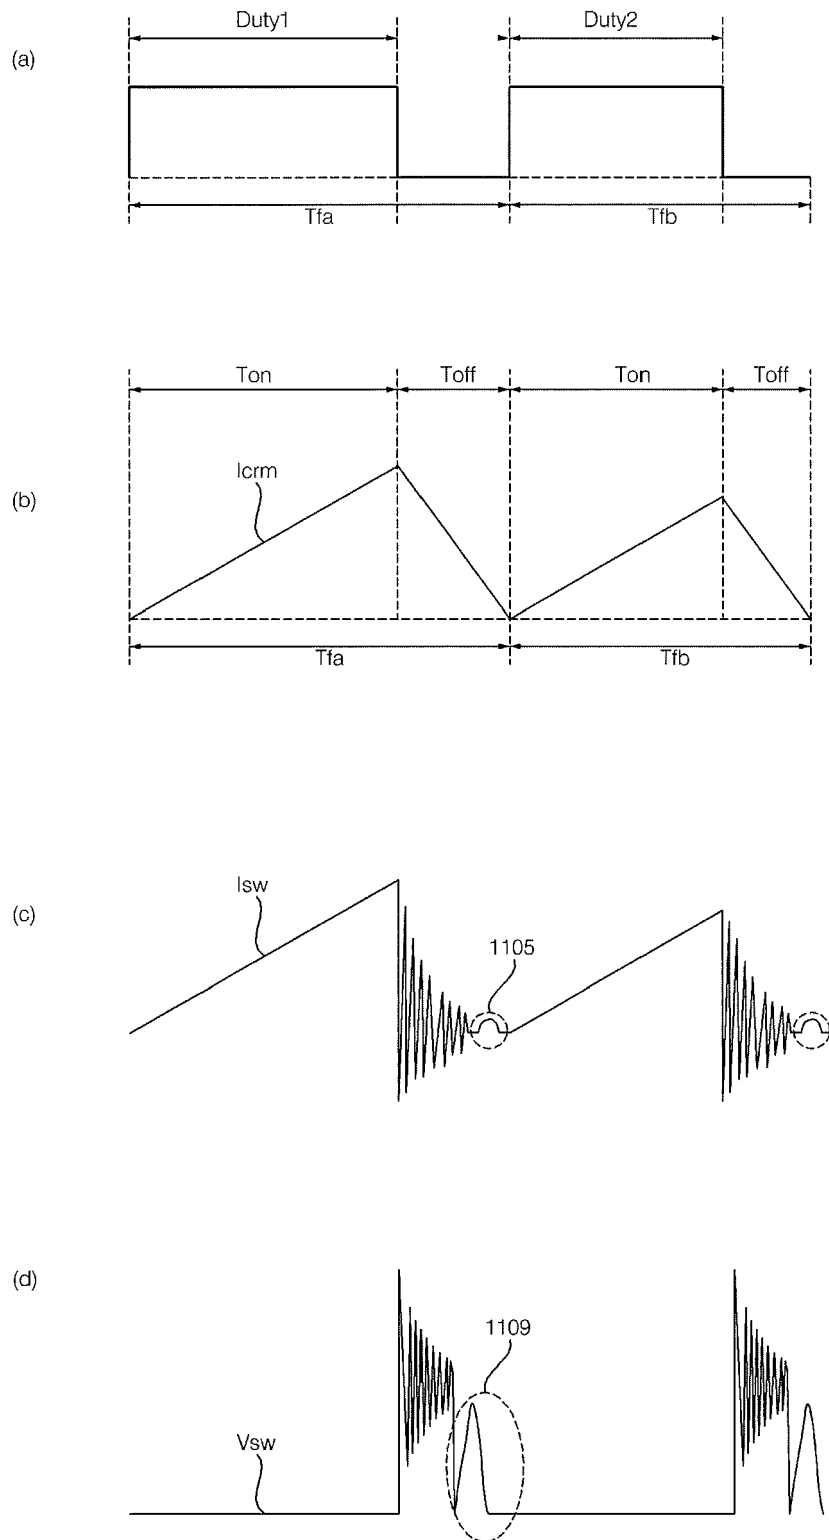 Duty1 Duty2
(a)
Tfa Tfb
Ton Toff Ton Toff
Icrm
(b)
Tfa Tfb
Isw
(c)
1105
(d)
1109
Vsw